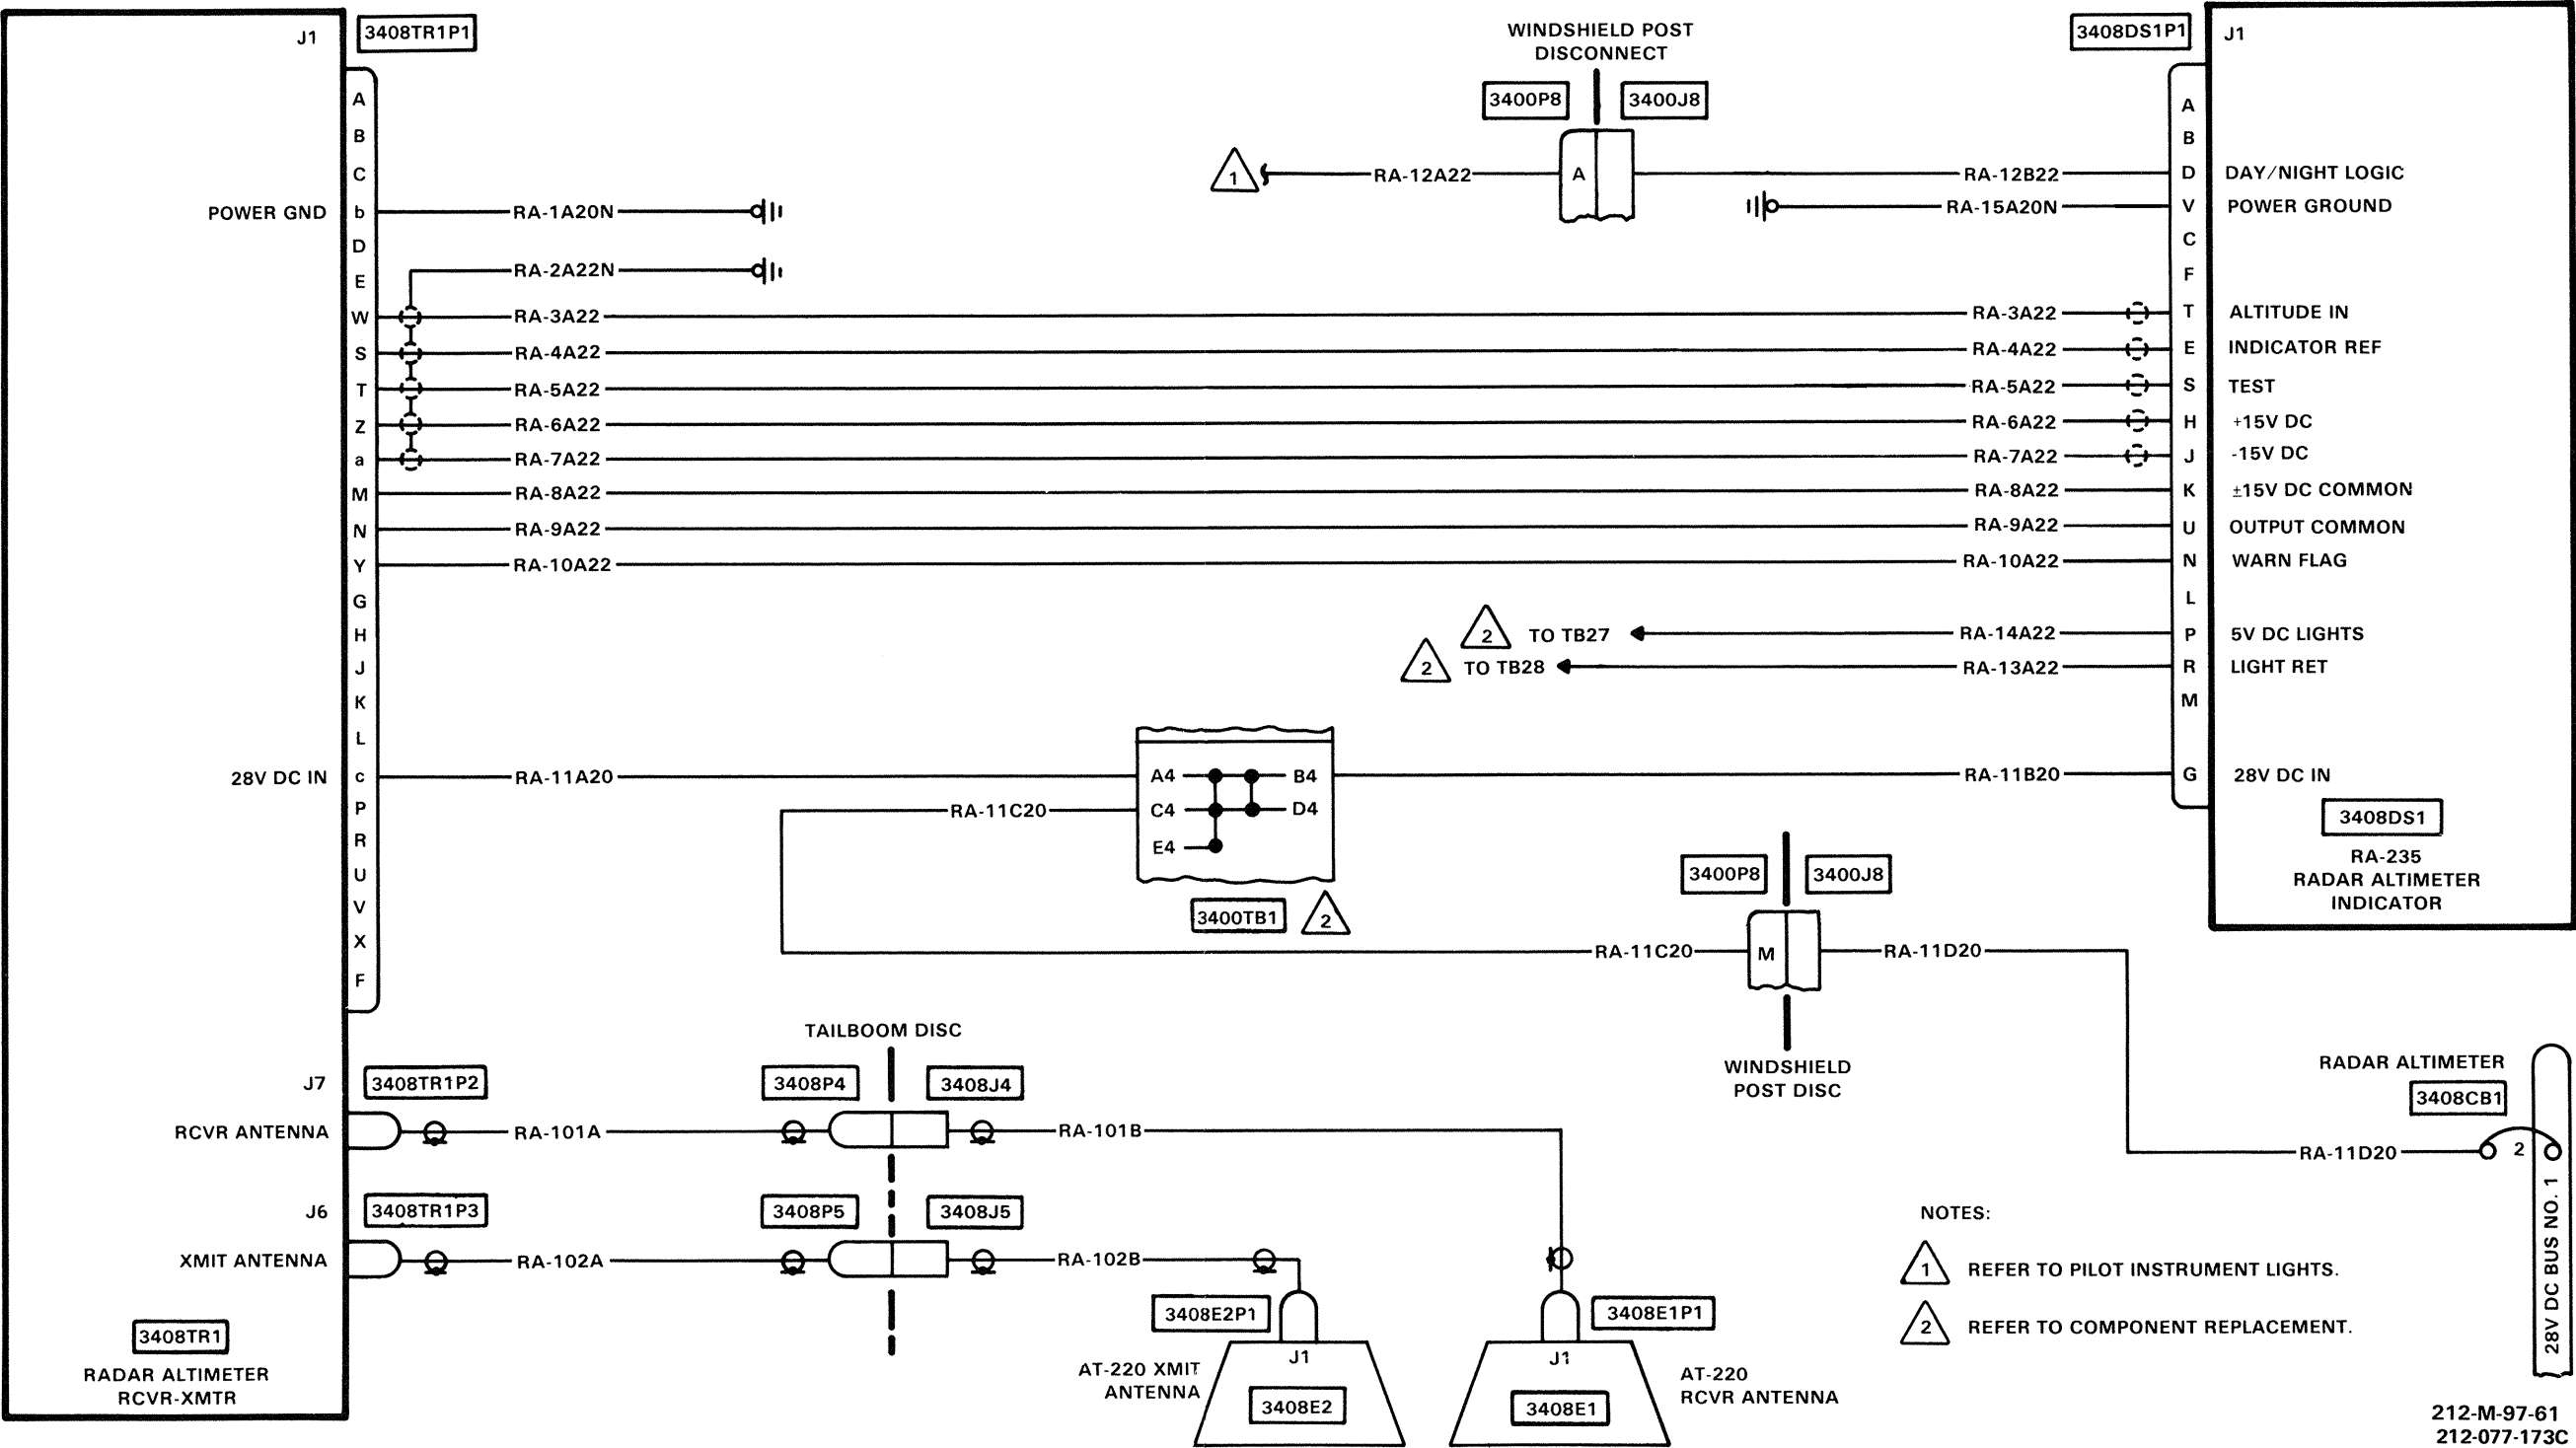 J1
3408TR1P1
A
B
C
POWER GND
b
RA-1A20N
D
E
RA-2A22N
W
RA-3A22
S
RA-4A22
T
RA-5A22
Z
RA-6A22
a
RA-7A22
M
RA-8A22
N
RA-9A22
Y
RA-10A22
G
H
J
K
L
28V DC IN
c
RA-11A20
P
R
U
V
X
F
WINDSHIELD POST
DISCONNECT
3400P8
3400J8
1
RA-12A22
A
RA-12B22
RA-15A20N
3408DS1P1
J1
A
B
D
DAY/NIGHT LOGIC
V
POWER GROUND
C
F
RA-3A22
T
ALTITUDE IN
RA-4A22
E
INDICATOR REF
RA-5A22
S
TEST
RA-6A22
H
+15V DC
RA-7A22
J
-15V DC
RA-8A22
K
±15V DC COMMON
RA-9A22
U
OUTPUT COMMON
RA-10A22
N
WARN FLAG
L
2
TO TB27
RA-14A22
P
5V DC LIGHTS
2
TO TB28
RA-13A22
R
LIGHT RET
M
A4
B4
RA-11B20
G
28V DC IN
RA-11C20
C4
D4
E4
3400TB1
2
3408DS1
RA-235
RADAR ALTIMETER
INDICATOR
3400P8
3400J8
RA-11C20
M
RA-11D20
WINDSHIELD
POST DISC
TAILBOOM DISC
J7
3408TR1P2
3408P4
3408J4
RCVR ANTENNA
RA-101A
RA-101B
J6
3408TR1P3
3408P5
3408J5
XMIT ANTENNA
RA-102A
RA-102B
3408TR1
RADAR ALTIMETER
RCVR-XMTR
3408E2P1
J1
AT-220 XMIT
ANTENNA
3408E2
3408E1P1
J1
AT-220
RCVR ANTENNA
3408E1
RADAR ALTIMETER
3408CB1
RA-11D20
2
28V DC BUS NO. 1
NOTES:
1
REFER TO PILOT INSTRUMENT LIGHTS.
2
REFER TO COMPONENT REPLACEMENT.
212-M-97-61
212-077-173C